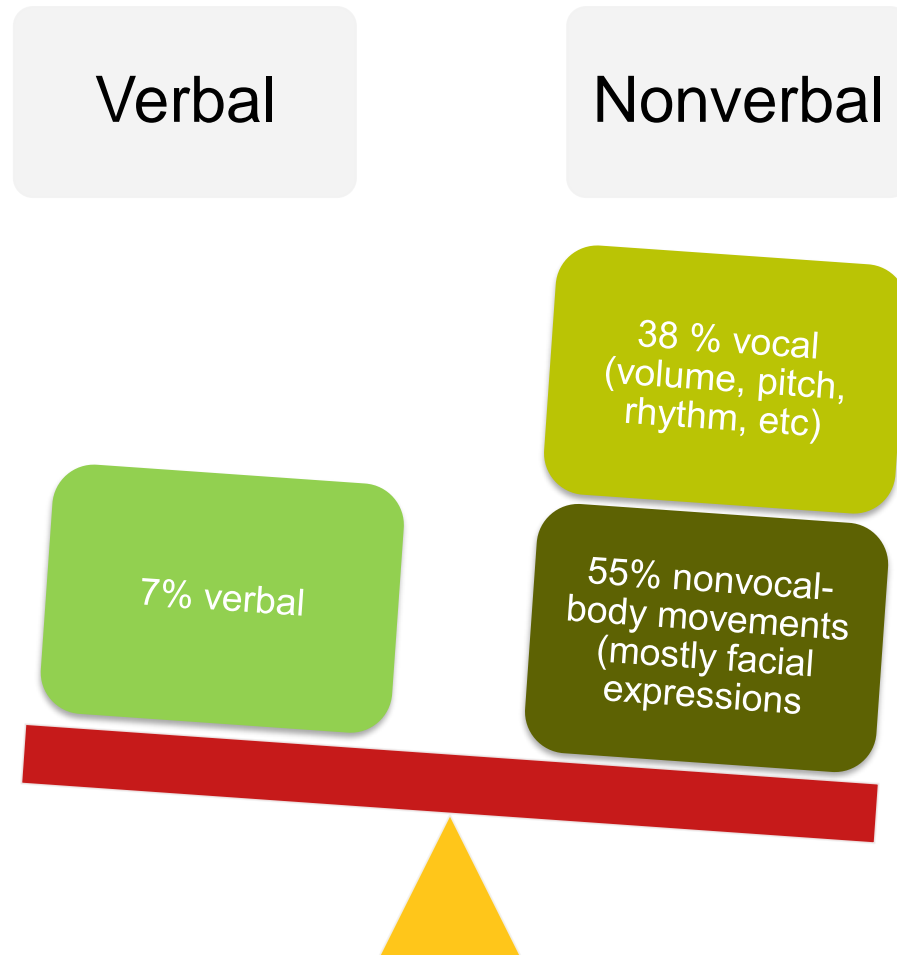 Verbal
Nonverbal
38 % vocal
(volume, pitch,
rhythm, etc)
7% verbal
55% nonvocal-
body movements
(mostly facial
expressions